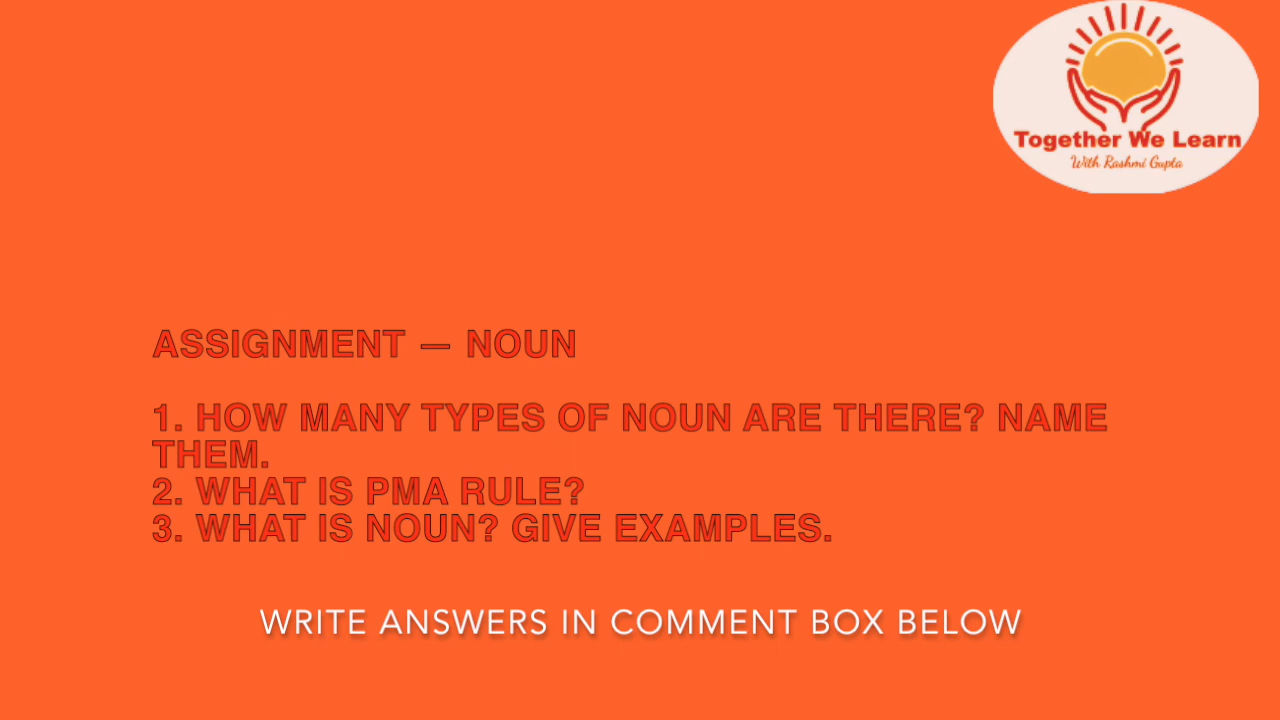 Together We Learn
With Rashmi Gupta
ASSIGNMENT — NOUN
1. HOW MANY TYPES OF NOUN ARE THERE? NAME
THEM.
2. WHAT IS PMA RULE?
3. WHAT IS NOUN? GIVE EXAMPLES.
WRITE ANSWERS IN COMMENT BOX BELOW